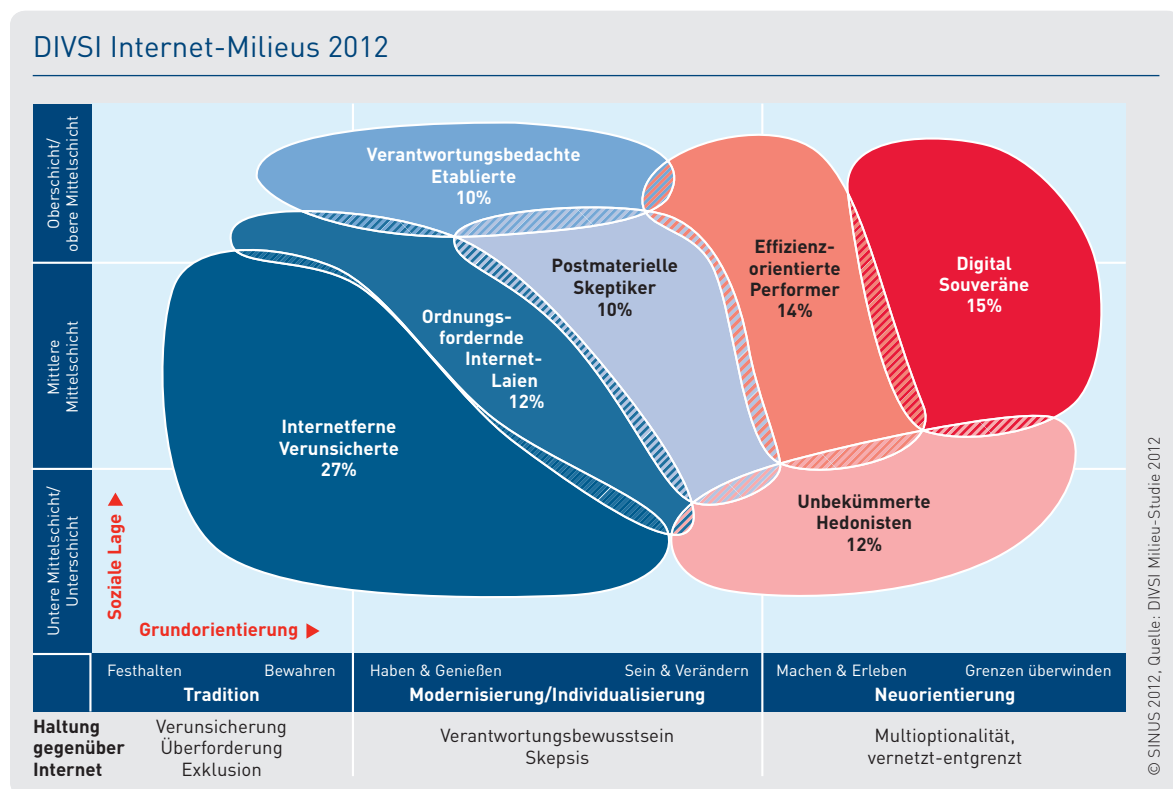 DIVSI Internet-Milieus 2012
Oberschicht/
obere Mittelschicht
Mittlere
Mittelschicht
Untere Mittelschicht/
Unterschicht
Verantwortungsbedachte
Etablierte
10%
Postmaterielle
Skeptiker
10%
Effizienz-
orientierte
Performer
14%
Digital
Souveräne
15%
Ordnungs-
fordernde
Internet-
Laien
12%
Internetferne
Verunsicherte
27%
Unbekümmerte
Hedonisten
12%
Soziale Lage ▶
Grundorientierung ▶
Festhalten Bewahren
Tradition
Haben & Genießen Sein & Verändern
Modernisierung/Individualisierung
Machen & Erleben Grenzen überwinden
Neuorientierung
Haltung
gegenüber
Internet
Verunsicherung
Überforderung
Exklusion
Verantwortungsbewusstsein
Skepsis
Multioptionalität,
vernetzt-entgrenzt
© SINUS 2012, Quelle: DIVSI Milieu-Studie 2012